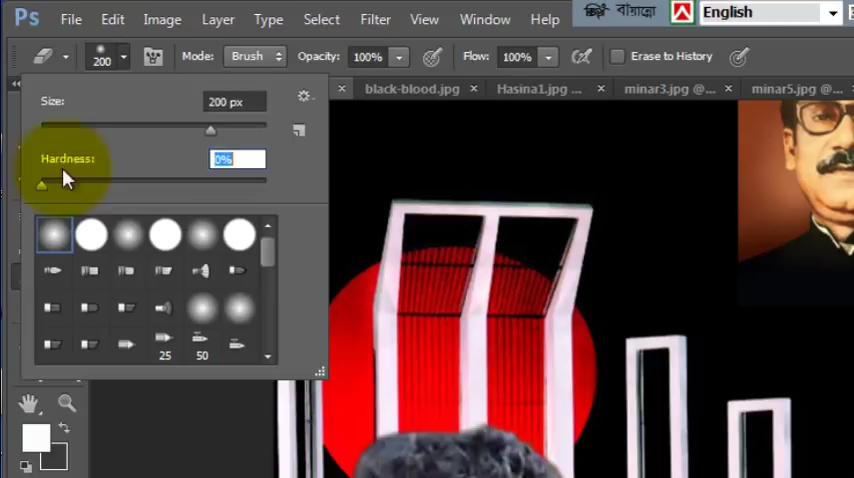 Ps File Edit Image Layer Type Select Filter View Window Help
English
200 Mode: Brush Opacity: 100% Flow: 100% Erase to History
Size: 200 px
black-blood.jpg × Hasina1.jpg ... × minar3.jpg @... × minar5.jpg @...
Hardness: 0%
25 50